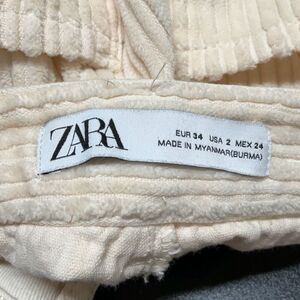 ZARA
EUR 34 USA 2 MEX 24
MADE IN MYANMAR(BURMA)